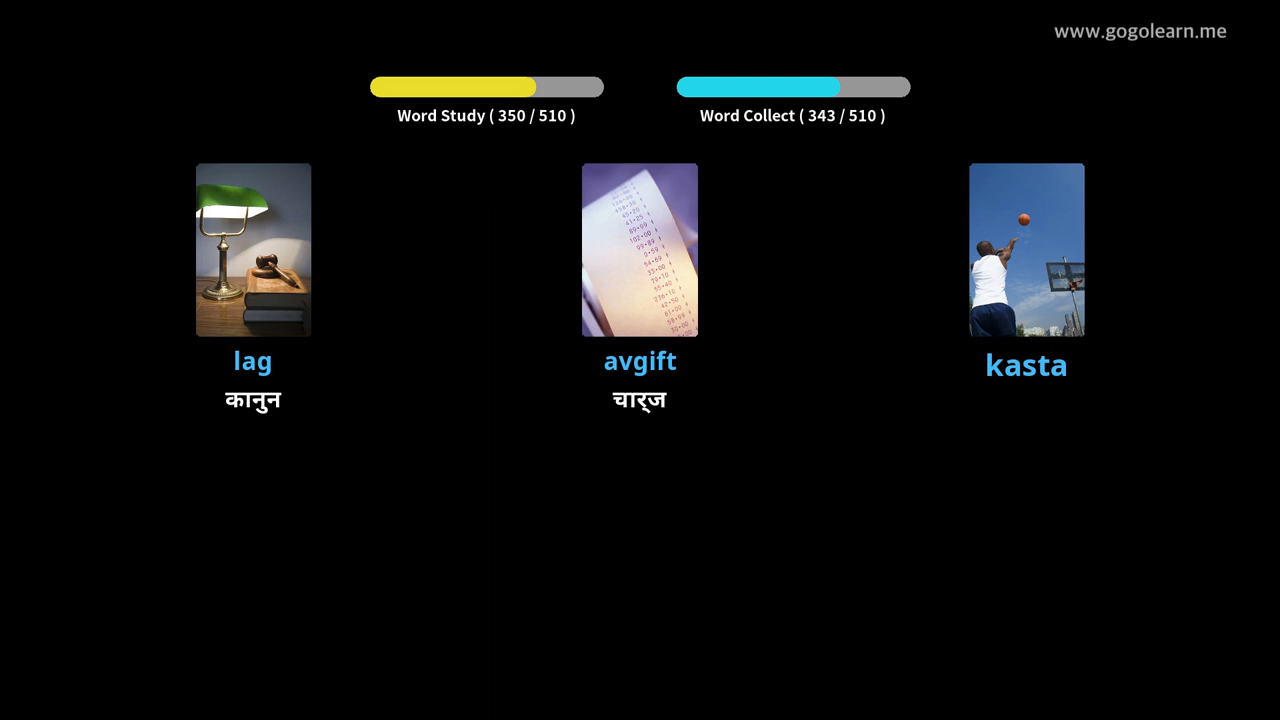 www.gogolearn.me
Word Study ( 350 / 510 )
Word Collect ( 343 / 510 )
lag
avgift
kasta
कानुन
चार्‍ज